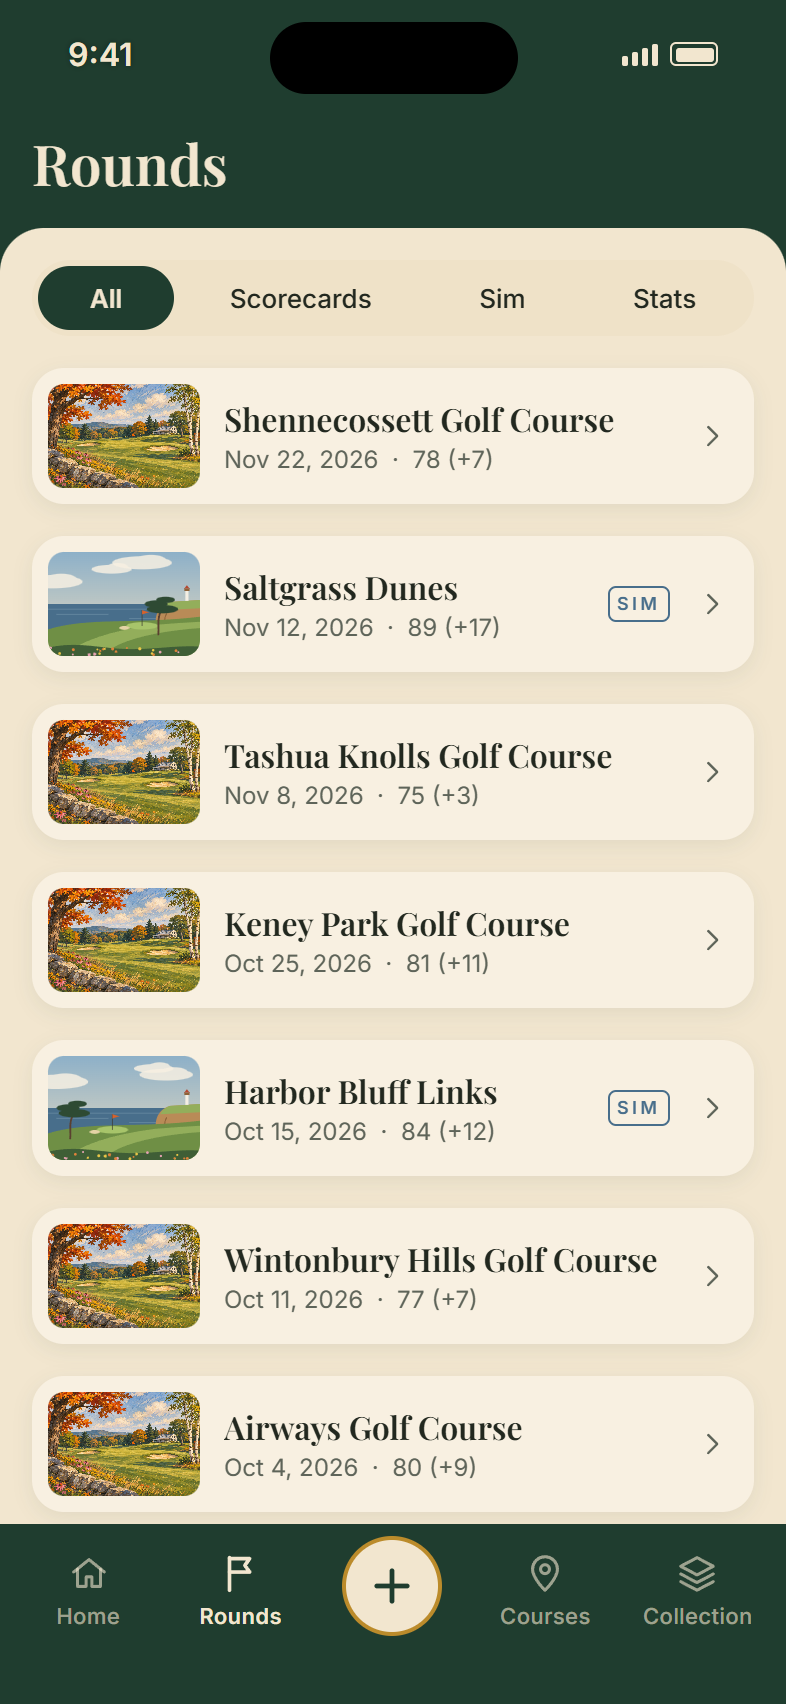 9:41
Rounds
All Scorecards Sim Stats
Shennecossett Golf Course
Nov 22, 2026 · 78 (+7)
Saltgrass Dunes
Nov 12, 2026 · 89 (+17)
SIM
Tashua Knolls Golf Course
Nov 8, 2026 · 75 (+3)
Keney Park Golf Course
Oct 25, 2026 · 81 (+11)
Harbor Bluff Links
Oct 15, 2026 · 84 (+12)
SIM
Wintonbury Hills Golf Course
Oct 11, 2026 · 77 (+7)
Airways Golf Course
Oct 4, 2026 · 80 (+9)
Home Rounds Courses Collection